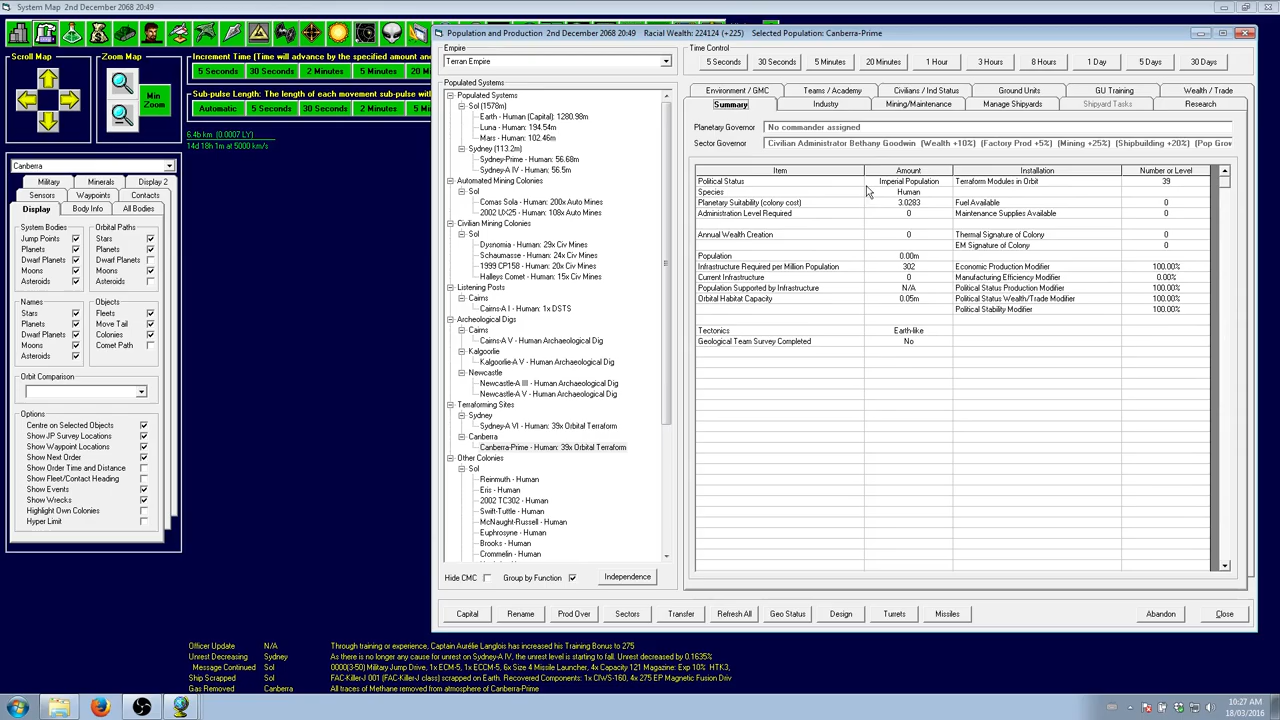 System Map 2nd December 2068 20:49
Scroll Map
Zoom Map
Min
Zoom
Increment Time (Time will advance by the specified amount an
5 Seconds
30 Seconds
2 Minutes
5 Minutes
20 M
Sub-pulse Length: The length of each movement sub-pulse with
Automatic
5 Seconds
30 Seconds
2 Minutes
5 M
6.4b km (0.0007 LY)
14d 18h 1m at 5000 km/s
Canberra
Military
Minerals
Display 2
Sensors
Waypoints
Contacts
Display
Body Info
All Bodies
System Bodies
Jump Points
Planets
Dwarf Planets
Moons
Asteroids
Orbital Paths
Stars
Planets
Dwarf Planets
Moons
Asteroids
Names
Stars
Planets
Dwarf Planets
Moons
Asteroids
Objects
Fleets
Move Tail
Colonies
Comet Path
Orbit Comparison
Options
Centre on Selected Objects
Show JP Survey Locations
Show Waypoint Locations
Show Next Order
Show Order Time and Distance
Show Fleet/Contact Heading
Show Events
Show Wrecks
Highlight Own Colonies
Hyper Limit
Population and Production 2nd December 2068 20:49 Racial Wealth: 224124 (+225) Selected Population: Canberra-Prime
Empire
Terran Empire
Time Control
5 Seconds
30 Seconds
5 Minutes
20 Minutes
1 Hour
3 Hours
8 Hours
1 Day
5 Days
30 Days
Populated Systems
Populated Systems
Sol (1578m)
Earth - Human (Capital): 1280.98m
Luna - Human: 194.54m
Mars - Human: 102.46m
Sydney (113.2m)
Sydney-Prime - Human: 56.68m
Sydney-A IV - Human: 56.5m
Automated Mining Colonies
Sol
Comas Sola - Human: 200x Auto Mines
2002 UX25 - Human: 108x Auto Mines
Civilian Mining Colonies
Sol
Dysnomia - Human: 29x Civ Mines
Schaumasse - Human: 24x Civ Mines
1999 CP158 - Human: 20x Civ Mines
Halleys Comet - Human: 15x Civ Mines
Listening Posts
Cairns
Cairns-A I - Human: 1x DSTS
Archeological Digs
Cairns
Cairns-A V - Human Archaeological Dig
Kalgoorlie
Kalgoorlie-A V - Human Archaeological Dig
Newcastle
Newcastle-A III - Human Archaeological Dig
Newcastle-A V - Human Archaeological Dig
Terraforming Sites
Sydney
Sydney-A VI - Human: 39x Orbital Terraform
Canberra
Canberra-Prime - Human: 39x Orbital Terraform
Other Colonies
Sol
Reinmuth - Human
Eris - Human
2002 TC302 - Human
Swift-Tuttle - Human
McNaught-Russell - Human
Euphrosyne - Human
Brooks - Human
Crommelin - Human
Hide CMC
Group by Function
Independence
Environment / GMC
Teams / Academy
Civilians / Ind Status
Ground Units
GU Training
Wealth / Trade
Summary
Industry
Mining/Maintenance
Manage Shipyards
Shipyard Tasks
Research
Planetary Governor
No commander assigned
Sector Governor
Civilian Administrator Bethany Goodwin (Wealth +10%) (Factory Prod +5%) (Mining +25%) (Shipbuilding +20%) (Pop Grow
Item Amount Installation Number or Level
Political Status Imperial Population Terraform Modules in Orbit 39
Species Human
Planetary Suitability (colony cost) 3.0283 Fuel Available 0
Administration Level Required 0 Maintenance Supplies Available 0
Annual Wealth Creation 0 Thermal Signature of Colony 0
EM Signature of Colony 0
Population 0.00m
Infrastructure Required per Million Population 302 Economic Production Modifier 100.00%
Current Infrastructure 0 Manufacturing Efficiency Modifier 0.00%
Population Supported by Infrastructure N/A Political Status Production Modifier 100.00%
Orbital Habitat Capacity 0.05m Political Status Wealth/Trade Modifier 100.00%
Political Stability Modifier 100.00%
Tectonics Earth-like
Geological Team Survey Completed No
Capital
Rename
Prod Over
Sectors
Transfer
Refresh All
Geo Status
Design
Turrets
Missiles
Abandon
Close
Officer Update N/A Through training or experience, Captain Aurélie Langlois has increased his Training Bonus to 275
Unrest Decreasing Sydney As there is no longer any cause for unrest on Sydney-A IV, the unrest level is starting to fall. Unrest decreased by 0.1635%
Message Continued Sol 0000(3-50) Military Jump Drive, 1x ECM-5, 1x ECCM-5, 6x Size 4 Missile Launcher, 4x Capacity 121 Magazine: Exp 10% HTK3,
Ship Scrapped Sol FAC-Killer-J 001 (FAC-Killer-J class) scrapped on Earth. Recovered Components: 1x CIWS-160, 4x 275 EP Magnetic Fusion Driv
Gas Removed Canberra All traces of Methane removed from atmosphere of Canberra-Prime
10:27 AM
18/03/2016